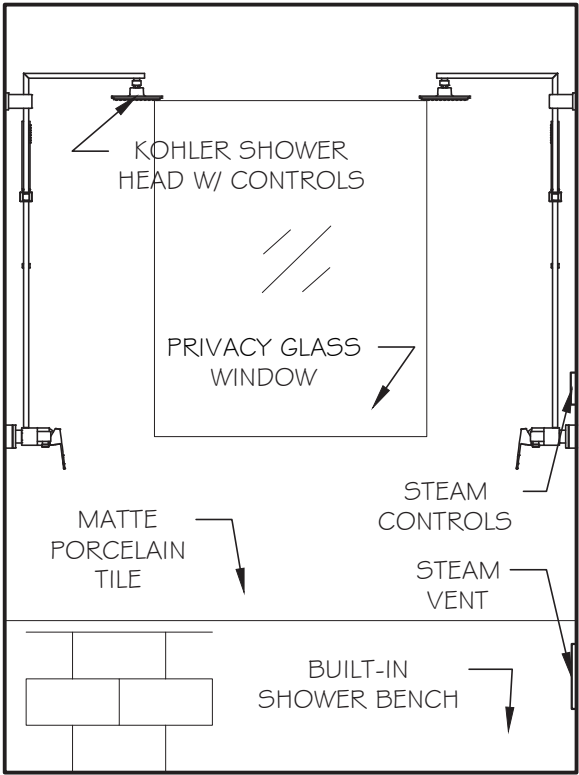 KOHLER SHOWER
HEAD W/ CONTROLS
PRIVACY GLASS
WINDOW
STEAM
CONTROLS
MATTE
PORCELAIN
TILE
STEAM
VENT
BUILT-IN
SHOWER BENCH